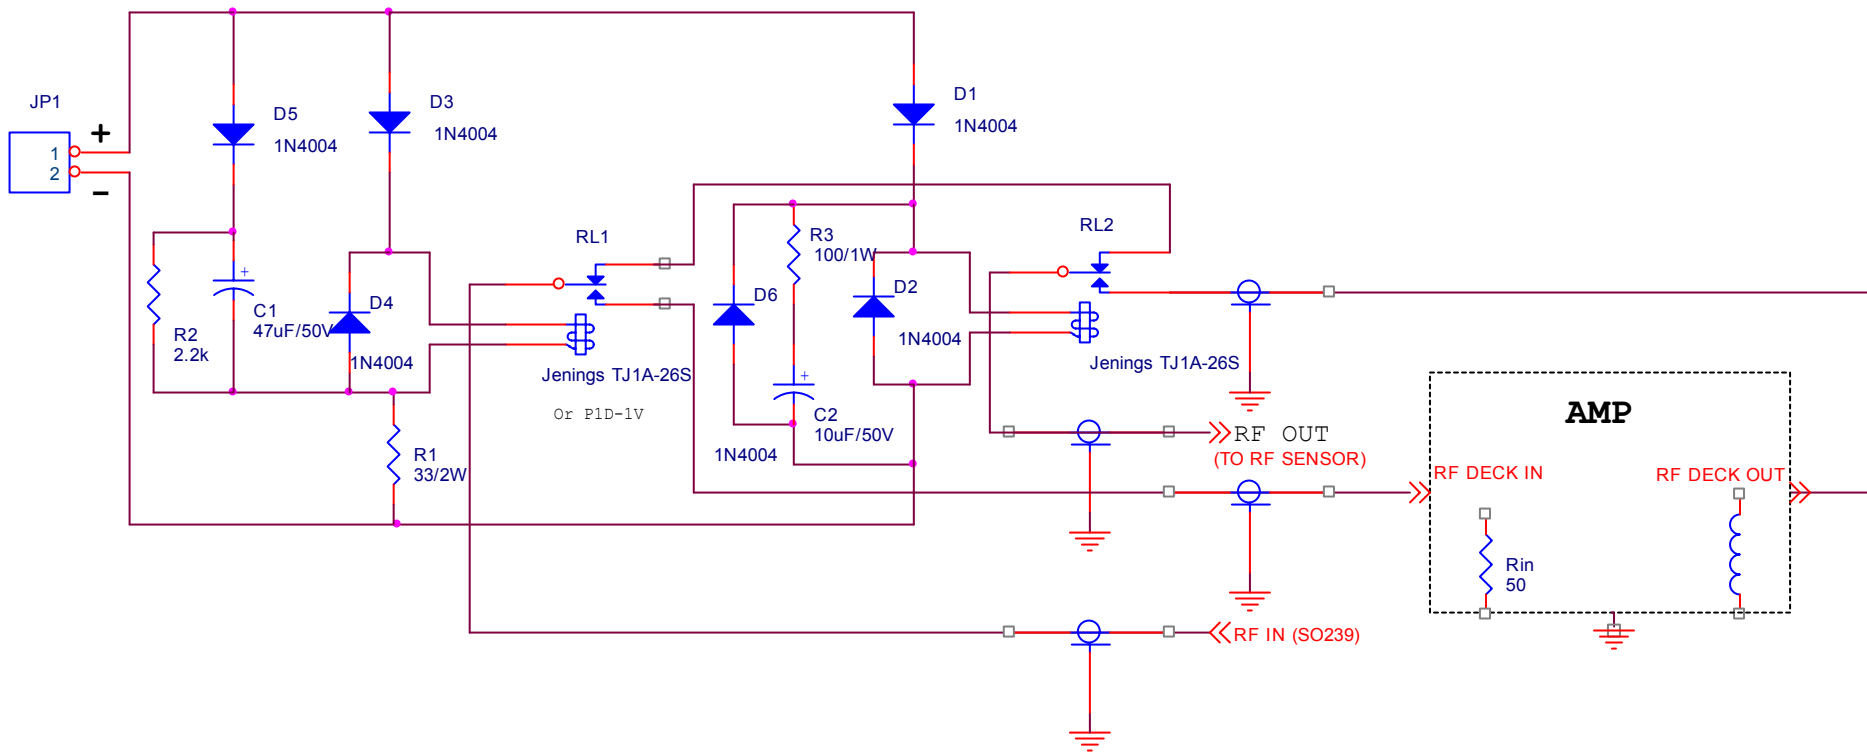 JP1
+
1
2
−
D5
1N4004
D3
1N4004
D1
1N4004
R2
2.2k
+
C1
47uF/50V
D4
1N4004
R1
33/2W
RL1
Jenings TJ1A-26S
Or P1D-1V
D6
1N4004
R3
100/1W
+
C2
10uF/50V
D2
1N4004
RL2
Jenings TJ1A-26S
RF OUT
(TO RF SENSOR)
RF IN (SO239)
AMP
RF DECK IN
RF DECK OUT
Rin
50